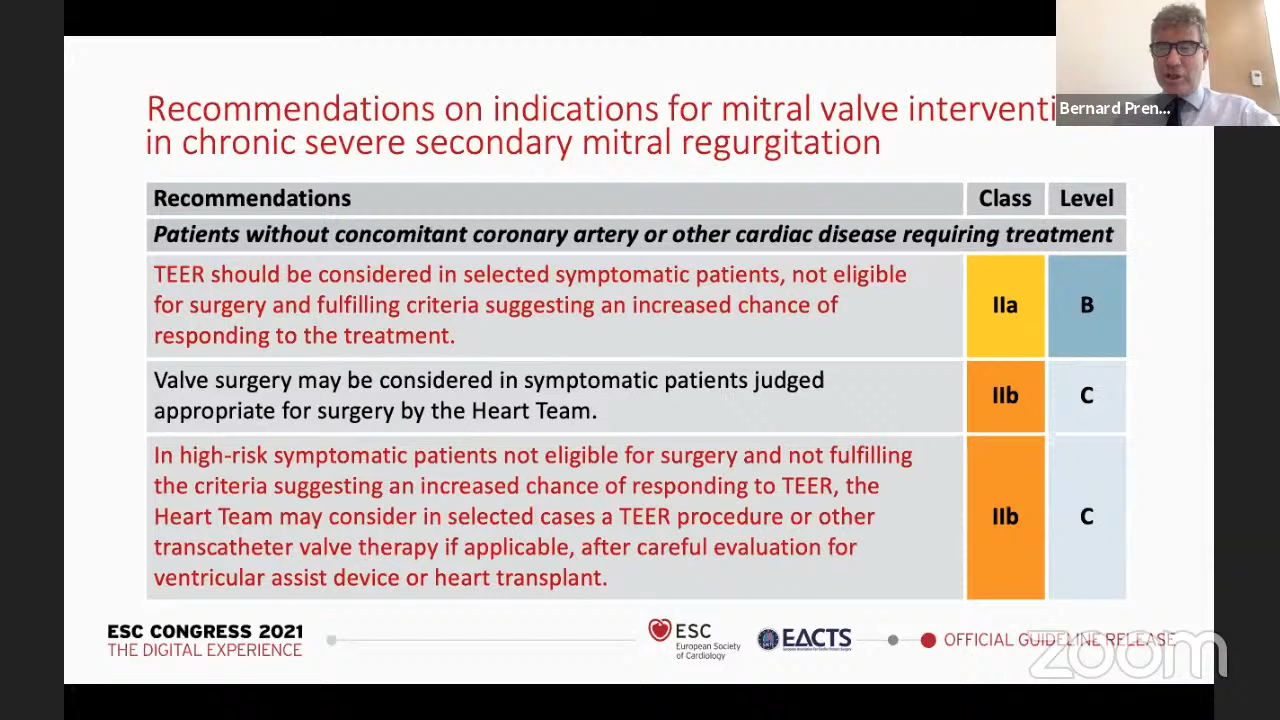 Recommendations on indications for mitral valve interventi
in chronic severe secondary mitral regurgitation
Bernard Pren...
Recommendations Class Level
Patients without concomitant coronary artery or other cardiac disease requiring treatment
TEER should be considered in selected symptomatic patients, not eligible
for surgery and fulfilling criteria suggesting an increased chance of
responding to the treatment.
IIa B
Valve surgery may be considered in symptomatic patients judged
appropriate for surgery by the Heart Team.
IIb C
In high-risk symptomatic patients not eligible for surgery and not fulfilling
the criteria suggesting an increased chance of responding to TEER, the
Heart Team may consider in selected cases a TEER procedure or other
transcatheter valve therapy if applicable, after careful evaluation for
ventricular assist device or heart transplant.
IIb C
ESC CONGRESS 2021
THE DIGITAL EXPERIENCE
ESC
European Society
of Cardiology
EACTS
OFFICIAL GUIDELINE RELEASE
zoom